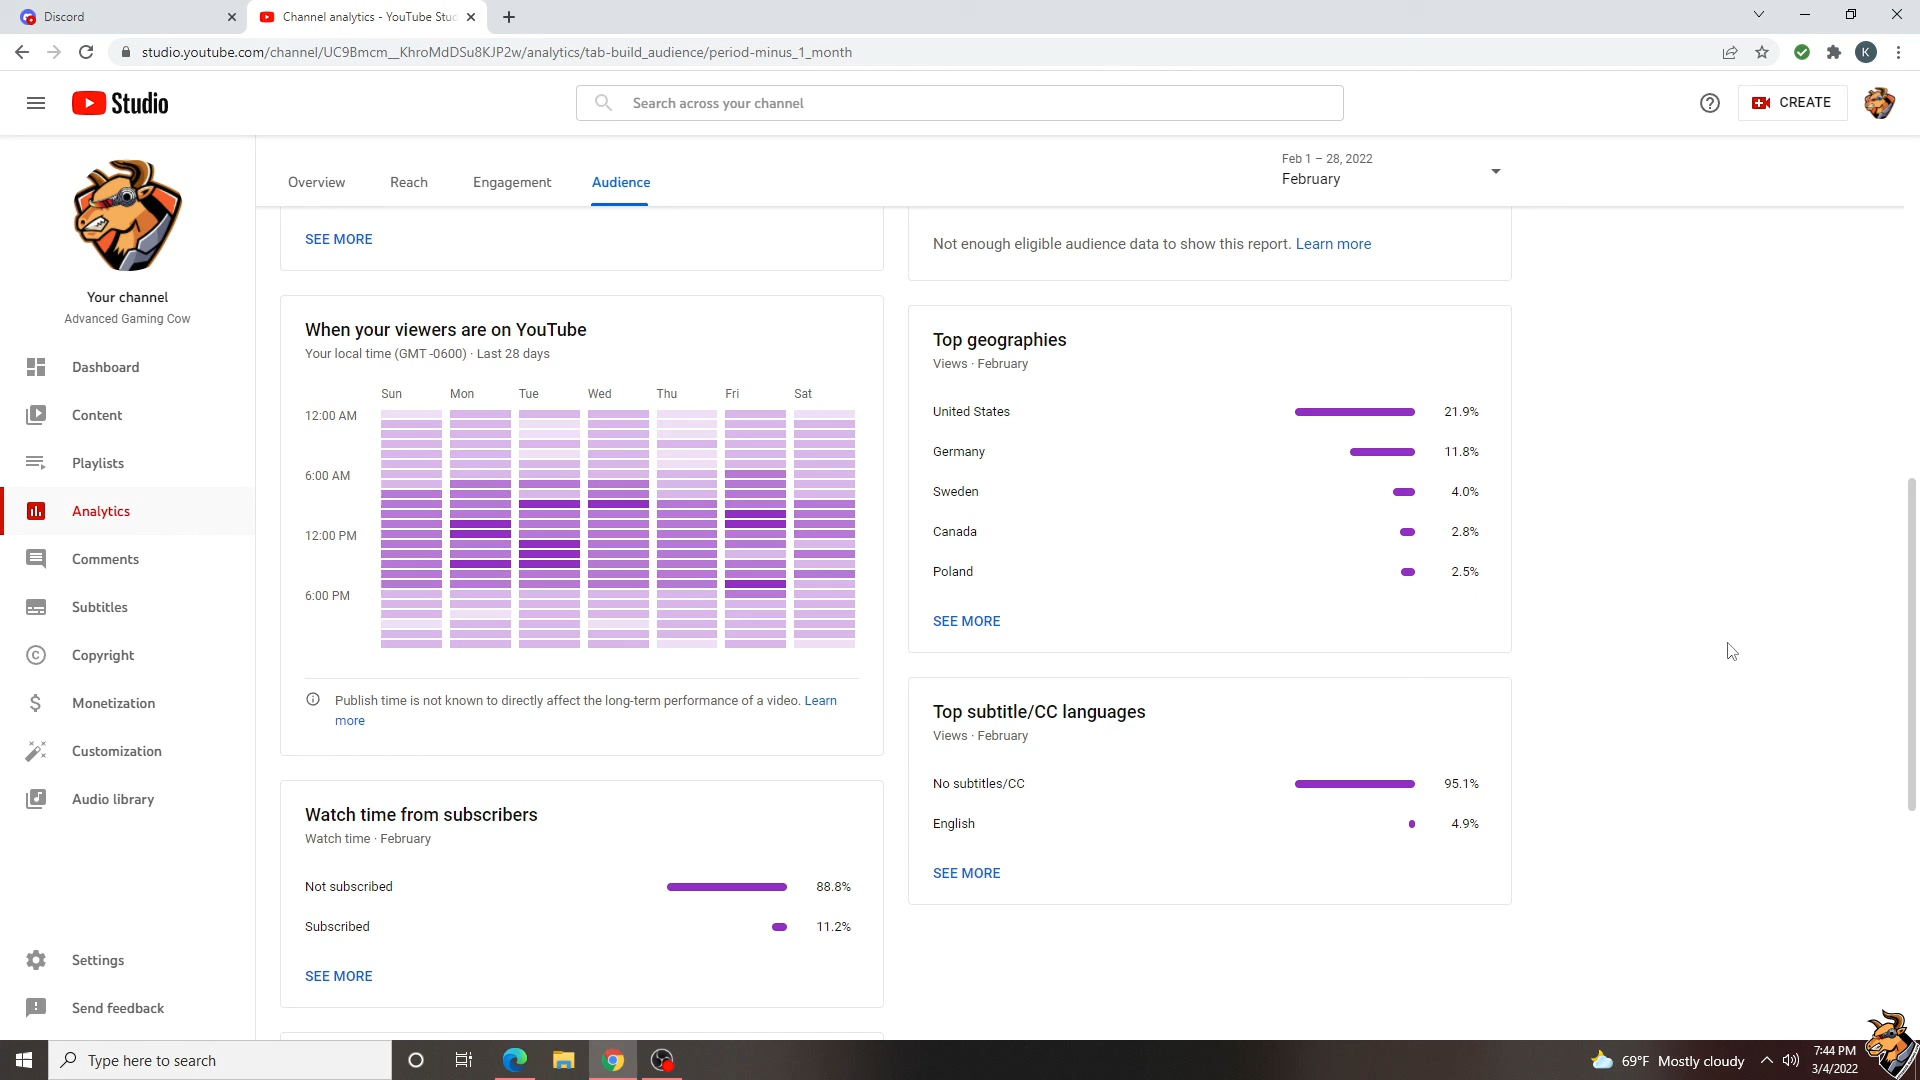 Discord
Channel analytics - YouTube Stud
studio.youtube.com/channel/UC9Bmcm__KhroMdDSu8KJP2w/analytics/tab-build_audience/period-minus_1_month
K
Studio
Search across your channel
CREATE
Your channel
Advanced Gaming Cow
Dashboard
Content
Playlists
Analytics
Comments
Subtitles
Copyright
Monetization
Customization
Audio library
Settings
Send feedback
Overview
Reach
Engagement
Audience
Feb 1 – 28, 2022
February
SEE MORE
When your viewers are on YouTube
Your local time (GMT -0600) · Last 28 days
Sun Mon Tue Wed Thu Fri Sat
12:00 AM
6:00 AM
12:00 PM
6:00 PM
Publish time is not known to directly affect the long-term performance of a video. Learn
more
Watch time from subscribers
Watch time · February
Not subscribed 88.8%
Subscribed 11.2%
SEE MORE
Not enough eligible audience data to show this report. Learn more
Top geographies
Views · February
United States 21.9%
Germany 11.8%
Sweden 4.0%
Canada 2.8%
Poland 2.5%
SEE MORE
Top subtitle/CC languages
Views · February
No subtitles/CC 95.1%
English 4.9%
SEE MORE
Type here to search
69°F Mostly cloudy
7:44 PM
3/4/2022